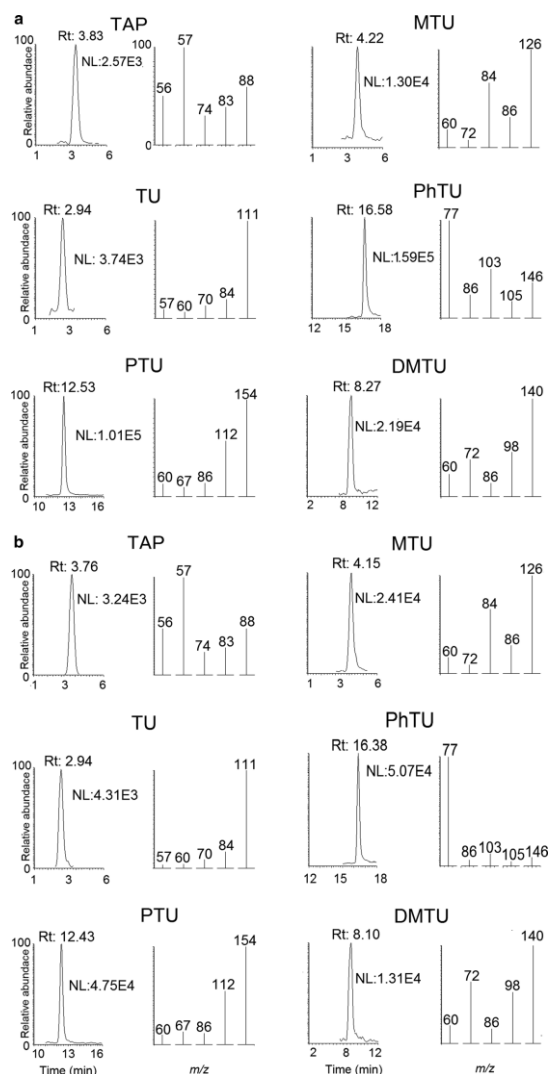 a
TAP
Rt: 3.83
NL:2.57E3
Relative abundace
100
0
1 3 6
100
0
56 57 74 83 88
MTU
Rt: 4.22
NL:1.30E4
1 3 6
60 72 84 86 126
TU
Rt: 2.94
NL: 3.74E3
Relative abundace
100
0
1 3 6
57 60 70 84 111
PhTU
Rt: 16.58
NL:1.59E5
12 15 18
77 86 103 105 146
PTU
Rt:12.53
NL:1.01E5
Relative abundace
100
0
10 13 16
60 67 86 112 154
DMTU
Rt: 8.27
NL:2.19E4
2 8 12
60 72 86 98 140
b
TAP
Rt: 3.76
NL: 3.24E3
Relative abundace
100
0
1 3 6
56 57 74 83 88
MTU
Rt: 4.15
NL:2.41E4
1 3 6
60 72 84 86 126
TU
Rt: 2.94
NL:4.31E3
Relative abundace
100
0
1 3 6
57 60 70 84 111
PhTU
Rt: 16.38
NL:5.07E4
12 15 18
77 86 103 105 146
PTU
Rt: 12.43
NL:4.75E4
Relative abundace
100
0
10 13 16
Time (min)
60 67 86 112 154
m/z
DMTU
Rt: 8.10
NL:1.31E4
2 8 12
Time (min)
60 72 86 98 140
m/z